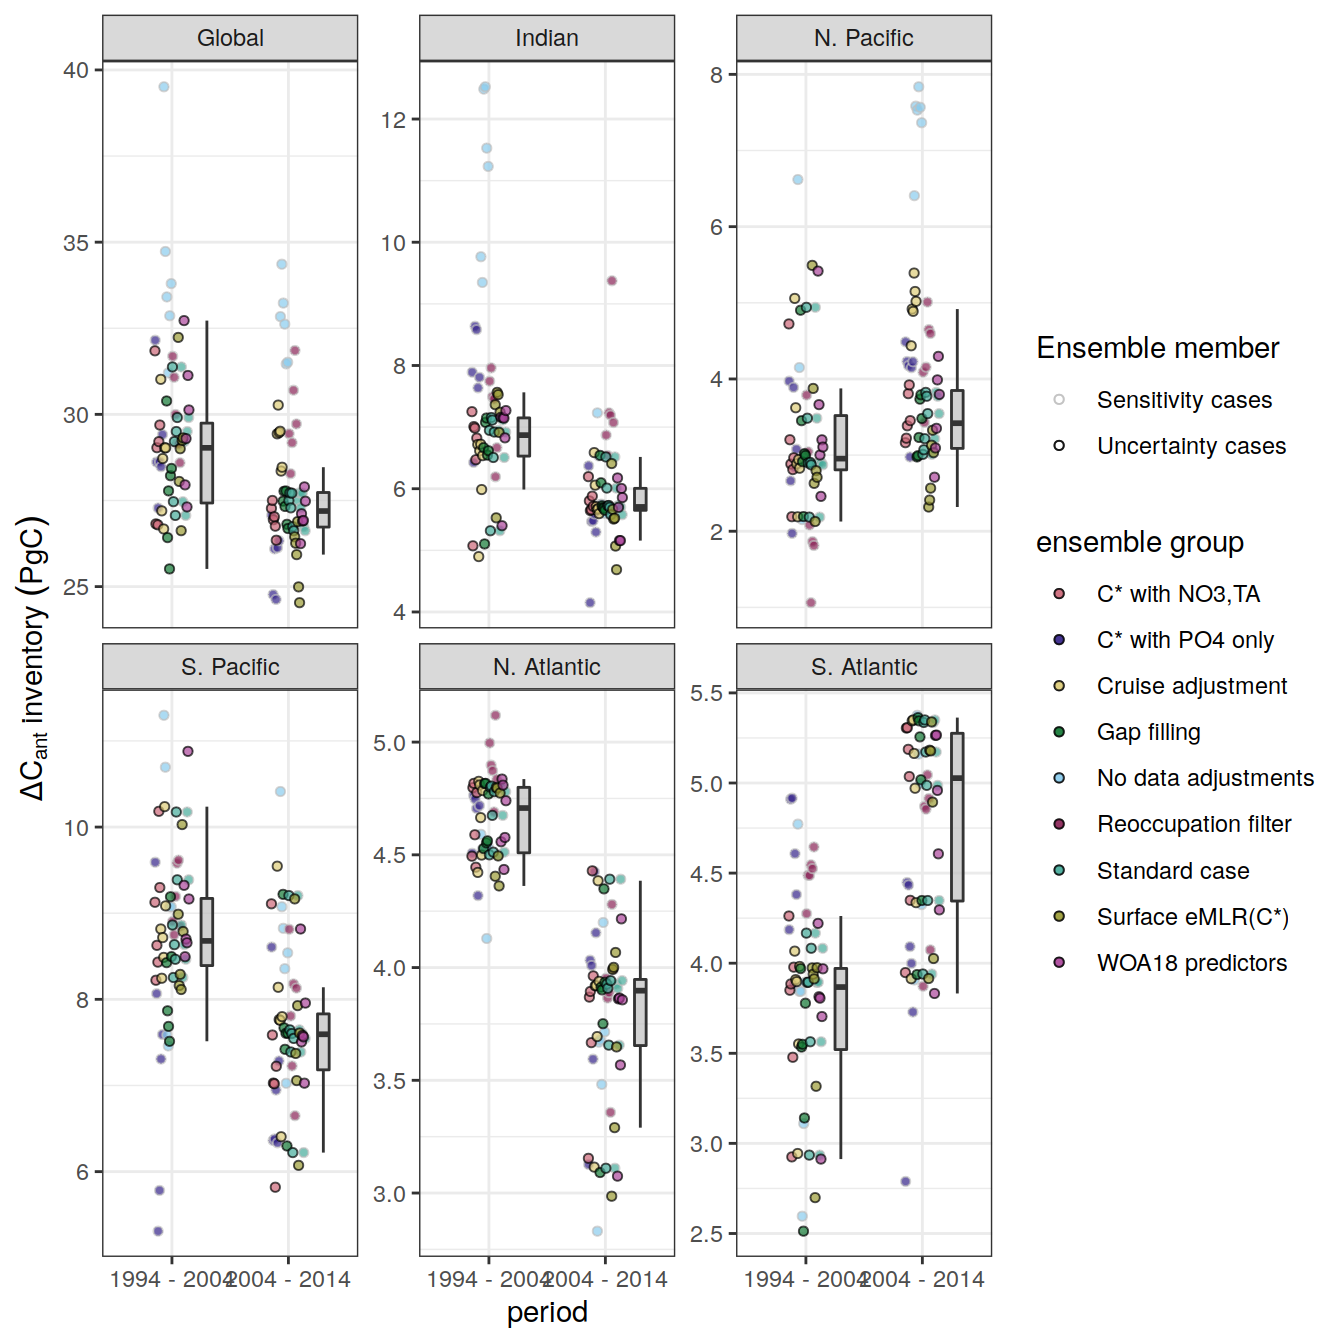 Global
Indian
N. Pacific
40
35
30
25
12
10
8
6
4
8
6
4
2
S. Pacific
N. Atlantic
S. Atlantic
10
8
6
5.0
4.5
4.0
3.5
3.0
5.5
5.0
4.5
4.0
3.5
3.0
2.5
1994 - 2004
2004 - 2014
1994 - 2004
2004 - 2014
1994 - 2004
2004 - 2014
period
ΔCant inventory (PgC)
Ensemble member
Sensitivity cases
Uncertainty cases
ensemble group
C* with NO3,TA
C* with PO4 only
Cruise adjustment
Gap filling
No data adjustments
Reoccupation filter
Standard case
Surface eMLR(C*)
WOA18 predictors